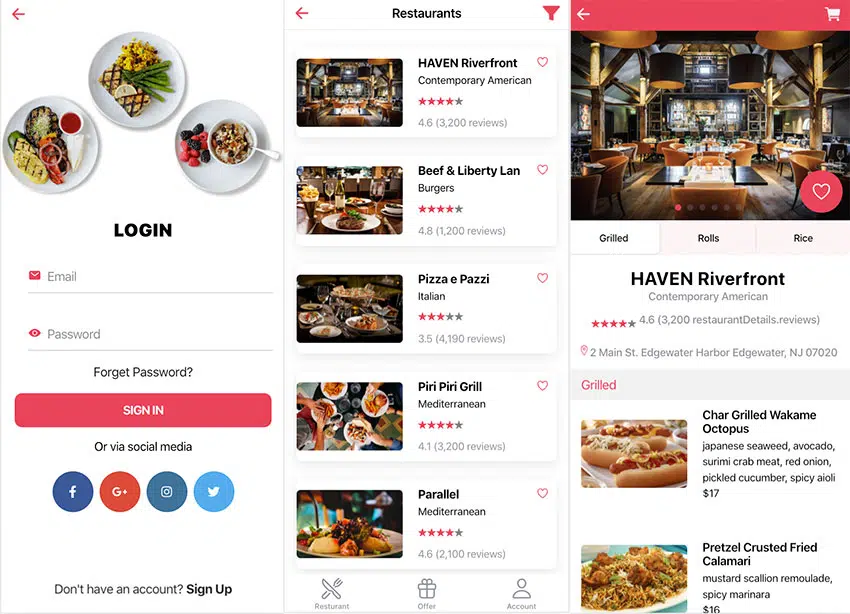 LOGIN
Email
Password
Forget Password?
SIGN IN
Or via social media
f
G+
Don't have an account? Sign Up
Restaurants
HAVEN Riverfront
Contemporary American
4.6 (3,200 reviews)
Beef & Liberty Lan
Burgers
4.8 (1,200 reviews)
Pizza e Pazzi
Italian
3.5 (4,190 reviews)
Piri Piri Grill
Mediterranean
4.1 (3,200 reviews)
Parallel
Mediterranean
4.6 (2,100 reviews)
Resturant
Offer
Account
Grilled
Rolls
Rice
HAVEN Riverfront
Contemporary American
4.6 (3,200 restaurantDetails.reviews)
2 Main St. Edgewater Harbor Edgewater, NJ 07020
Grilled
Char Grilled Wakame
Octopus
japanese seaweed, avocado,
surimi crab meat, red onion,
pickled cucumber, spicy aioli
$17
Pretzel Crusted Fried
Calamari
mustard scallion remoulade,
spicy marinara
$16